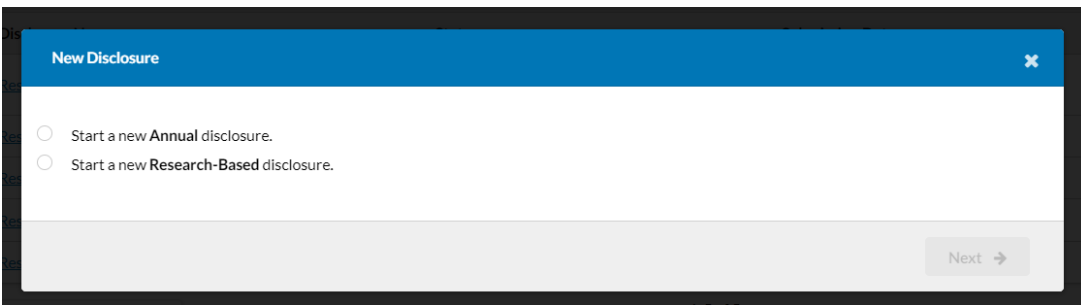 New Disclosure
Start a new Annual disclosure.
Start a new Research-Based disclosure.
Next